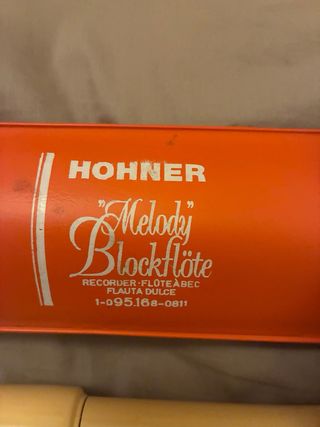 HOHNER
"Melody"
Blockflöte
RECORDER·FLÛTE À BEC
FLAUTA DULCE
1-095.168-0811